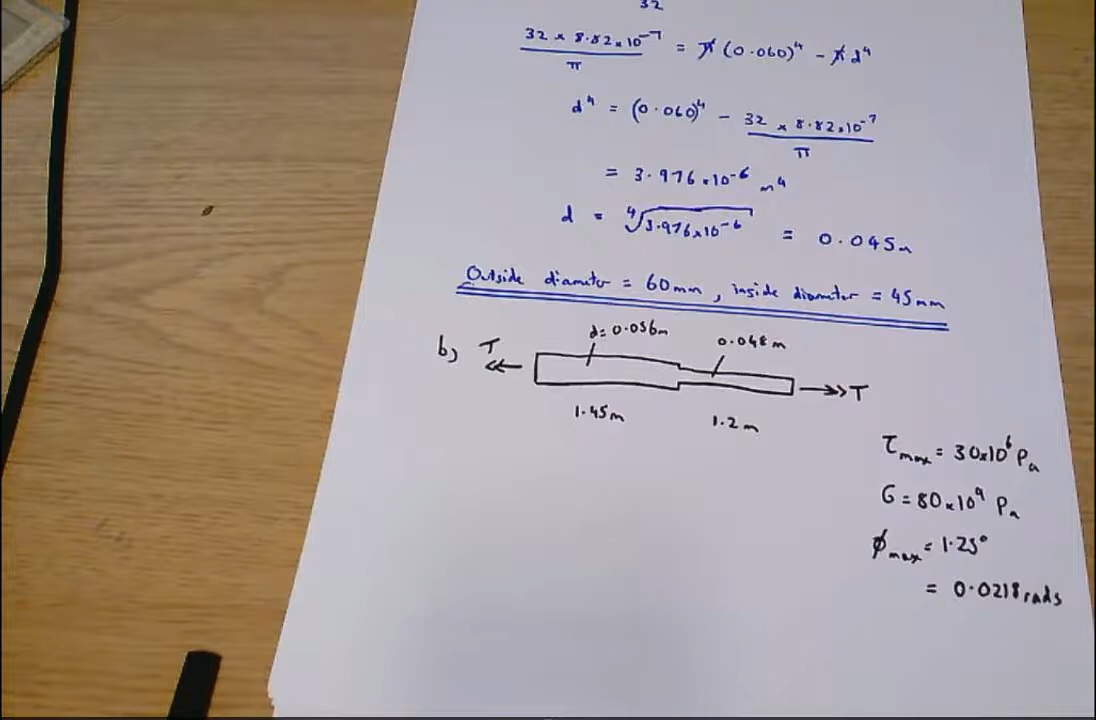 32
32 × 8.82×10⁻⁷ / π = π (0.060)⁴ − π d⁴
d⁴ = (0.060)⁴ − 32 × 8.82×10⁻⁷ / π
= 3.976×10⁻⁶ m⁴
d = ⁴√3.976×10⁻⁶ = 0.045m
Outside diameter = 60mm, inside diameter = 45mm
b) T d=0.056m 0.048m T
1.45m 1.2m
τmax = 30×10⁶ Pa
G = 80×10⁹ Pa
ϕmax = 1.25°
= 0.0218 rads